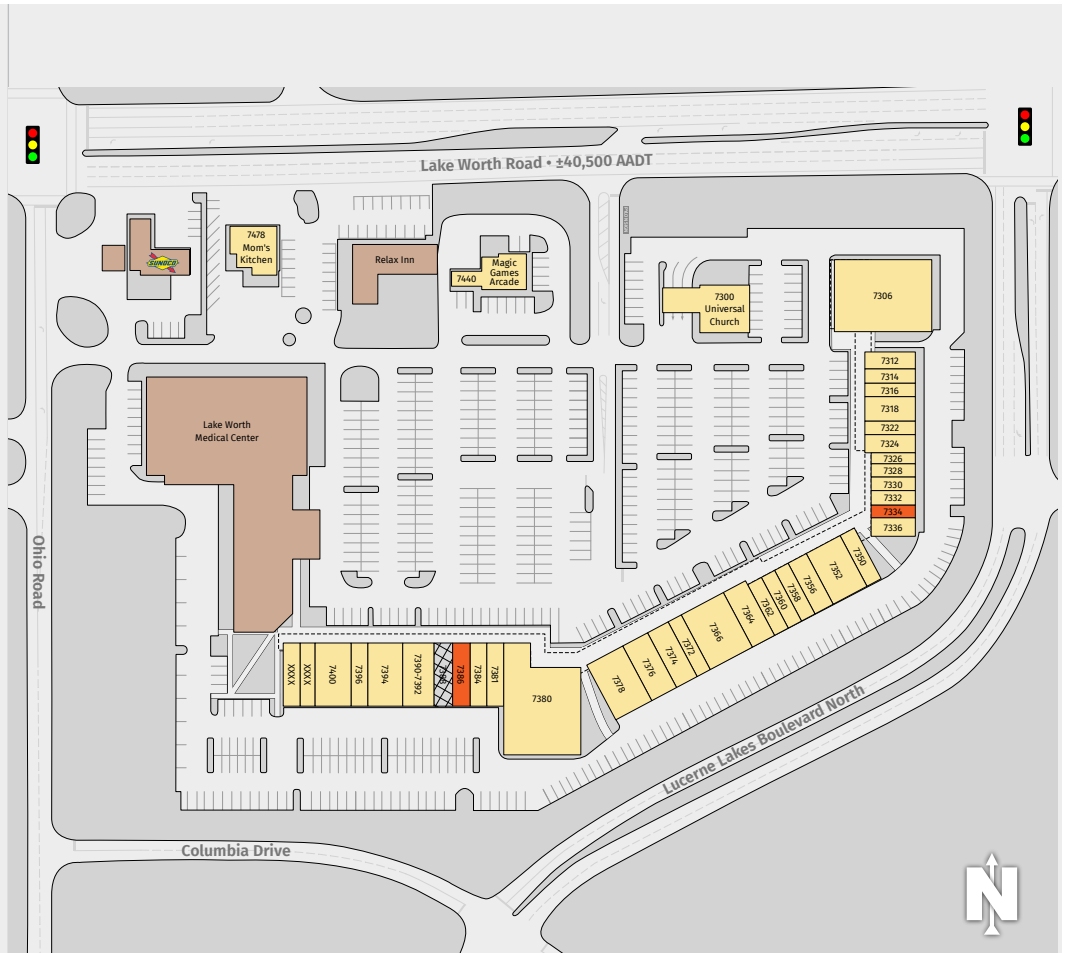 Lake Worth Road • ±40,500 AADT
SUNOCO
7478
Mom's
Kitchen
Relax Inn
7440
Magic
Games
Arcade
7300
Universal
Church
7306
7312
7314
7316
7318
7322
7324
7326
7328
7330
7332
7334
7336
Lake Worth
Medical Center
Ohio Road
7350
7352
7356
7358
7360
7362
7364
7366
7372
7374
7376
7378
XXXX
XXXX
7400
7396
7394
7390-7392
7386
7384
7381
7380
Lucerne Lakes Boulevard North
Columbia Drive
N